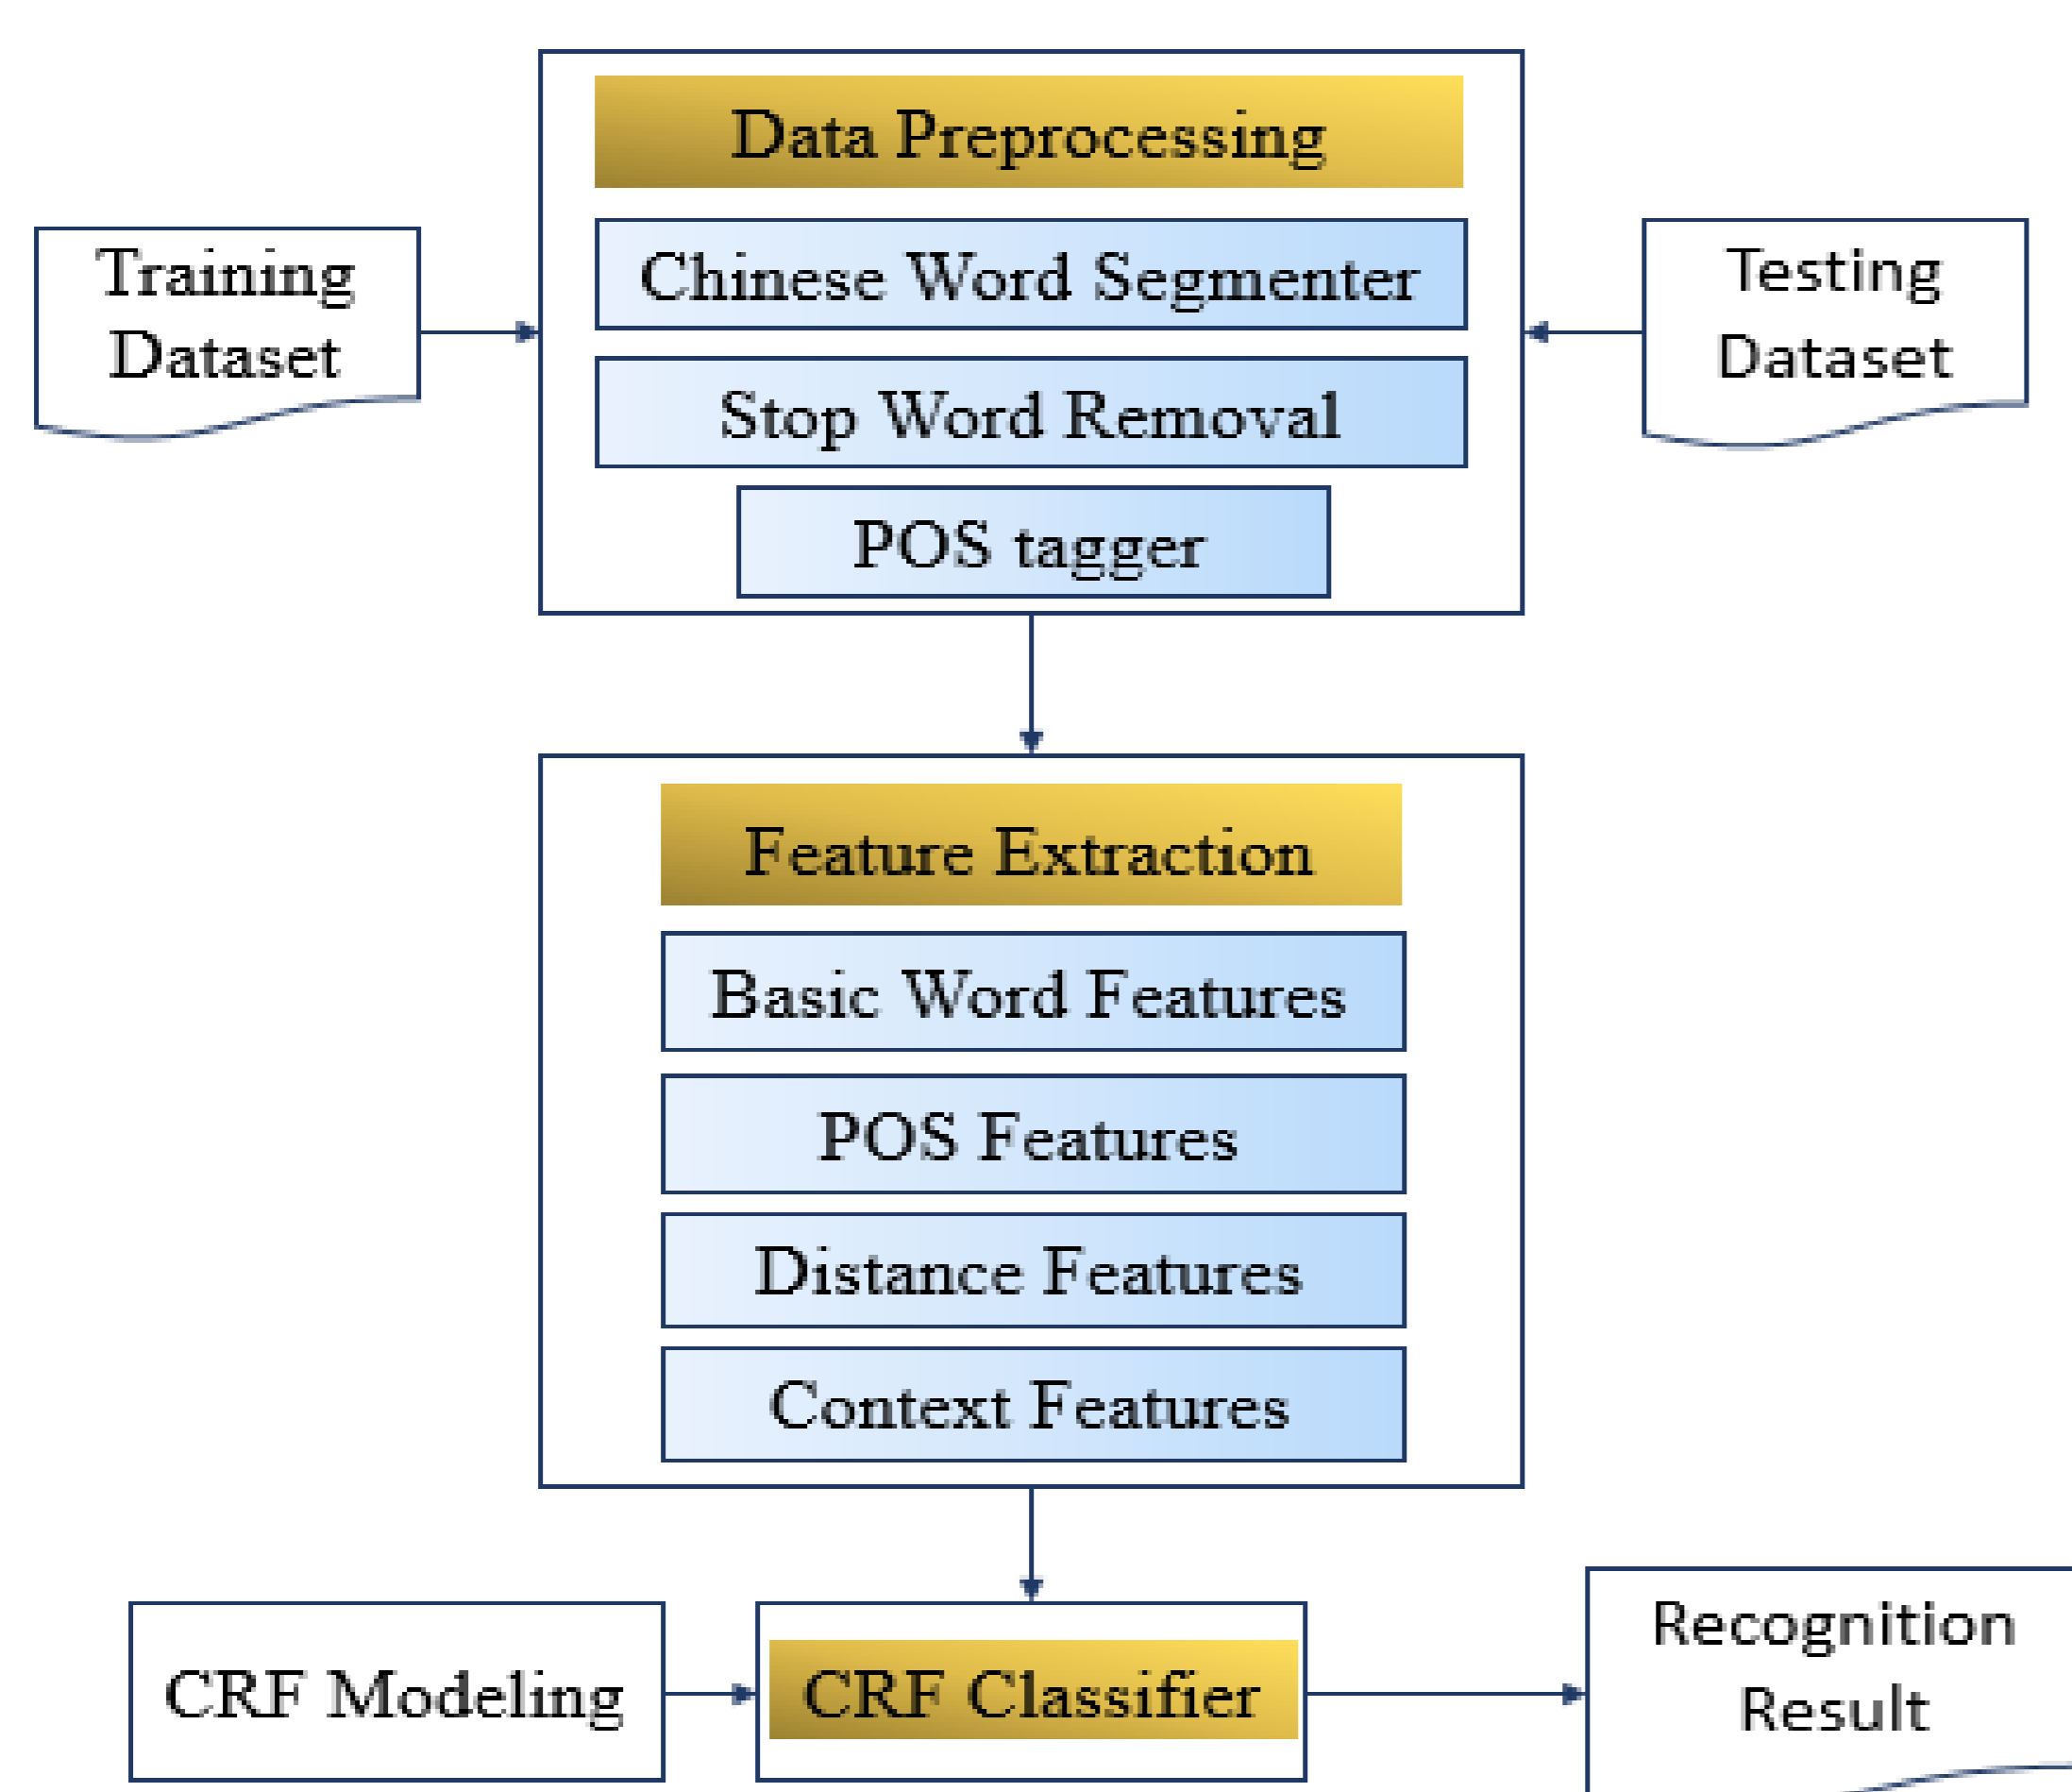 Data Preprocessing
Training
Dataset
Chinese Word Segmenter
Stop Word Removal
POS tagger
Testing
Dataset
Feature Extraction
Basic Word Features
POS Features
Distance Features
Context Features
CRF Modeling
CRF Classifier
Recognition
Result